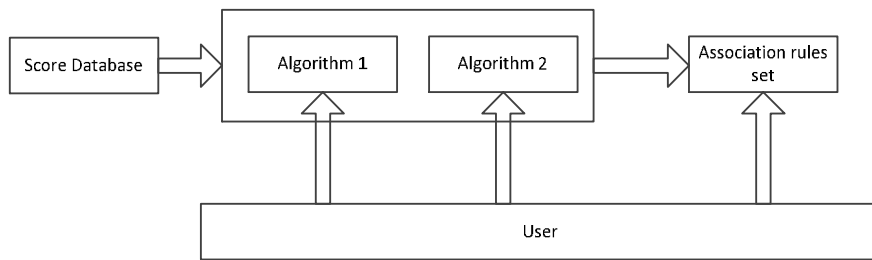 Score Database
Algorithm 1
Algorithm 2
Association rules
set
User